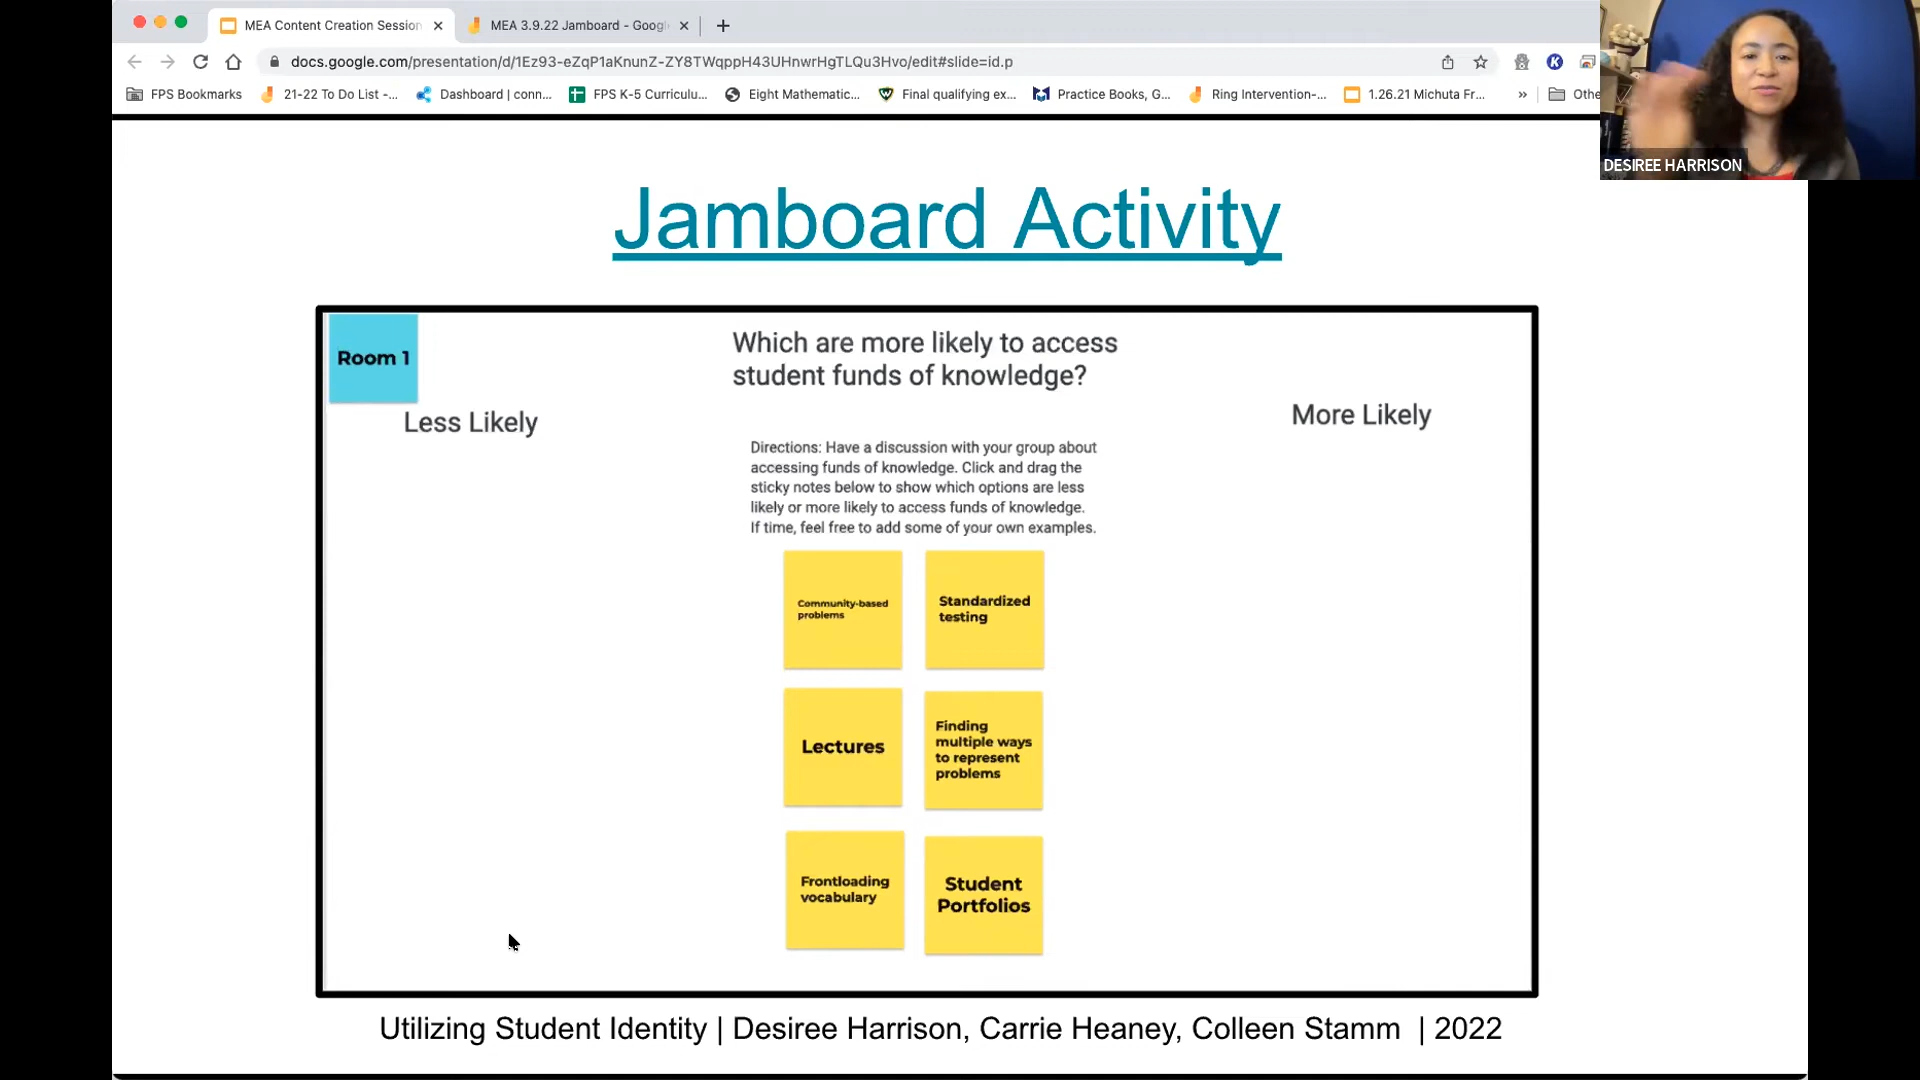 MEA Content Creation Session
MEA 3.9.22 Jamboard - Goog
docs.google.com/presentation/d/1Ez93-eZqP1aKnunZ-ZY8TWqppH43UHnwrHgTLQu3Hvo/edit#slide=id.p
FPS Bookmarks
21-22 To Do List -...
Dashboard | conn...
FPS K-5 Curriculu...
Eight Mathematic...
Final qualifying ex...
Practice Books, G...
Ring Intervention-...
1.26.21 Michuta Fr...
»
Othe
DESIREE HARRISON
Jamboard Activity
Room 1
Which are more likely to access
student funds of knowledge?
Less Likely
More Likely
Directions: Have a discussion with your group about
accessing funds of knowledge. Click and drag the
sticky notes below to show which options are less
likely or more likely to access funds of knowledge.
If time, feel free to add some of your own examples.
Community-based
problems
Standardized
testing
Lectures
Finding
multiple ways
to represent
problems
Frontloading
vocabulary
Student
Portfolios
Utilizing Student Identity | Desiree Harrison, Carrie Heaney, Colleen Stamm | 2022